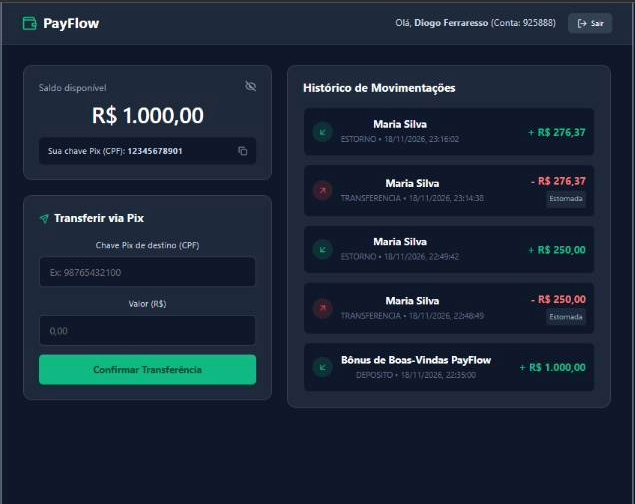 PayFlow
Olá, Diogo Ferraresso (Conta: 925888)
Sair
Saldo disponível
R$ 1.000,00
Sua chave Pix (CPF): 12345678901
Transferir via Pix
Chave Pix de destino (CPF)
Ex: 98765432100
Valor (R$)
0,00
Confirmar Transferência
Histórico de Movimentações
Maria Silva
ESTORNO • 18/11/2026, 23:16:02
+ R$ 276,37
Maria Silva
TRANSFERENCIA • 18/11/2026, 23:14:38
- R$ 276,37
Estornada
Maria Silva
ESTORNO • 18/11/2026, 22:49:42
+ R$ 250,00
Maria Silva
TRANSFERENCIA • 18/11/2026, 22:48:49
- R$ 250,00
Estornada
Bônus de Boas-Vindas PayFlow
DEPOSITO • 18/11/2026, 22:35:00
+ R$ 1.000,00